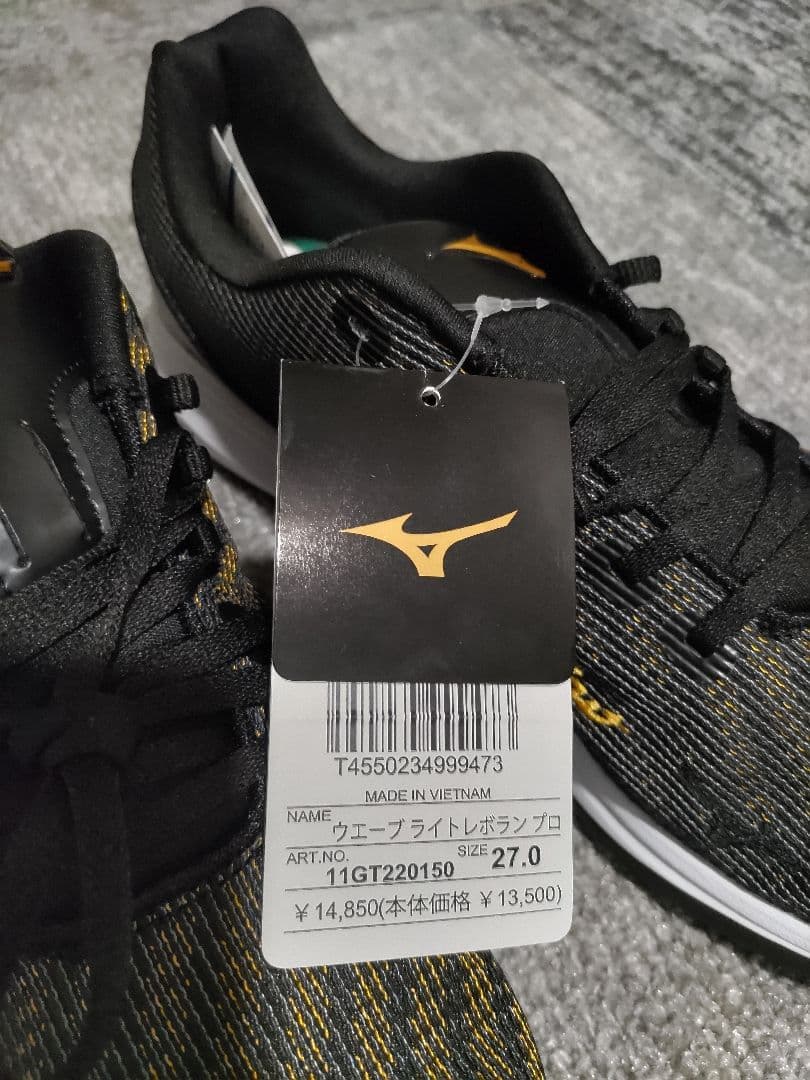 T4550234999473
MADE IN VIETNAM
NAME ウエーブ ライトレボラン プロ
ART.NO. 11GT220150 SIZE 27.0
￥14,850(本体価格 ￥13,500)